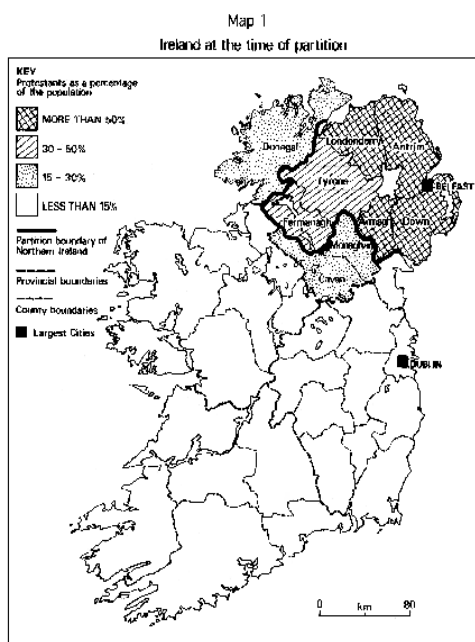 Map 1
Ireland at the time of partition
KEY
Protestants as a percentage
of the population
MORE THAN 50%
30 - 50%
15 - 30%
LESS THAN 15%
Partition boundary of
Northern Ireland
Provincial boundaries
County boundaries
Largest Cities
Donegal
Londonderry
Antrim
Tyrone
BELFAST
Fermanagh
Armagh
Down
Monaghan
Cavan
DUBLIN
0 km 80